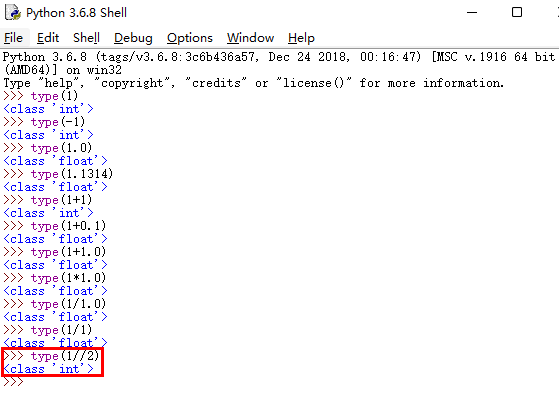 Python 3.6.8 Shell
File Edit Shell Debug Options Window Help
Python 3.6.8 (tags/v3.6.8:3c6b436a57, Dec 24 2018, 00:16:47) [MSC v.1916 64 bit
(AMD64)] on win32
Type "help", "copyright", "credits" or "license()" for more information.
>>> type(1)
<class 'int'>
>>> type(-1)
<class 'int'>
>>> type(1.0)
<class 'float'>
>>> type(1.1314)
<class 'float'>
>>> type(1+1)
<class 'int'>
>>> type(1+0.1)
<class 'float'>
>>> type(1+1.0)
<class 'float'>
>>> type(1*1.0)
<class 'float'>
>>> type(1/1.0)
<class 'float'>
>>> type(1/1)
<class 'float'>
>>> type(1//2)
<class 'int'>
>>>